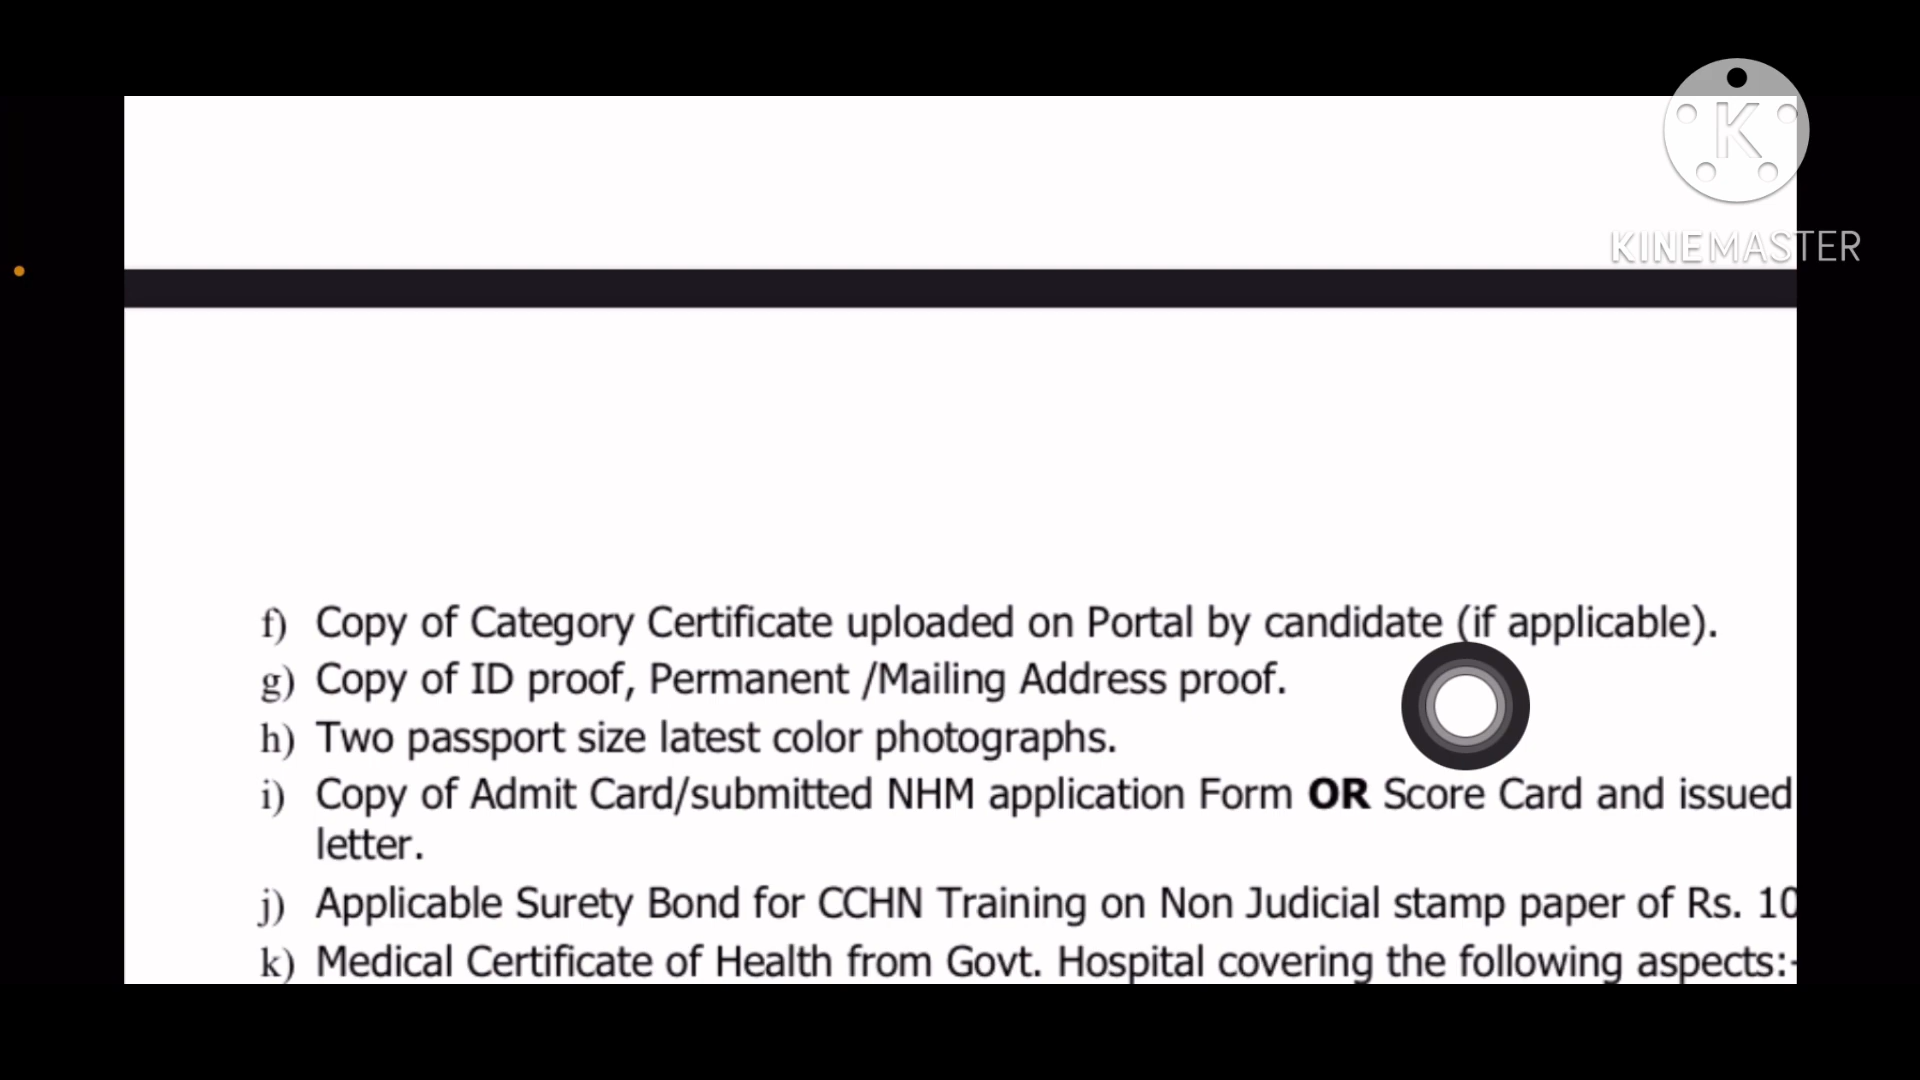 K
KINEMASTER
f) Copy of Category Certificate uploaded on Portal by candidate (if applicable).
g) Copy of ID proof, Permanent /Mailing Address proof.
h) Two passport size latest color photographs.
i) Copy of Admit Card/submitted NHM application Form OR Score Card and issued
letter.
j) Applicable Surety Bond for CCHN Training on Non Judicial stamp paper of Rs. 10
k) Medical Certificate of Health from Govt. Hospital covering the following aspects:-